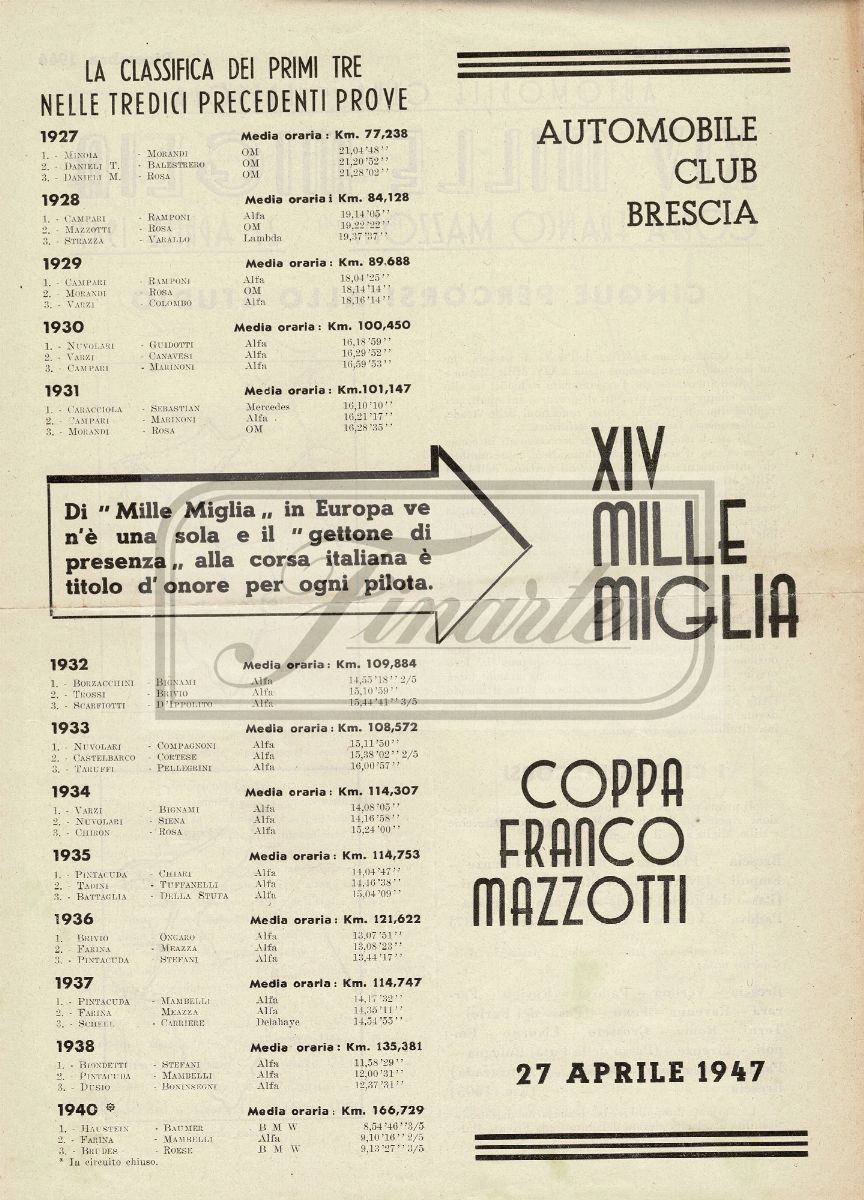 LA CLASSIFICA DEI PRIMI TRE
NELLE TREDICI PRECEDENTI PROVE
1927 Media oraria : Km. 77,238
1. - Minoia - Morandi OM 21,04'48''
2. - Danieli T. - Balestrero OM 21,20'52''
3. - Danieli M. - Rosa OM 21,28'02''
1928 Media orarai Km. 84,128
1. - Campari - Ramponi Alfa 19,14'05''
2. - Mazzotti - Rosa OM 19,22'22''
3. - Strazza - Varallo Lambda 19,37'37''
1929 Media oraria : Km. 89.688
1. - Campari - Ramponi Alfa 18,04'25''
2. - Morandi - Rosa OM 18,14'14''
3. - Varzi - Colombo Alfa 18,16'14''
1930 Media oraria : Km. 100,450
1. - Nuvolari - Guidotti Alfa 16,18'59''
2. - Varzi - Canavesi Alfa 16,29'52''
3. - Campari - Marinoni Alfa 16,59'53''
1931 Media oraria : Km.101,147
1. - Caracciola - Sebastian Mercedes 16,10'10''
2. - Campari - Marinoni Alfa 16,21'17''
3. - Morandi - Rosa OM 16,28'35''
Di " Mille Miglia „ in Europa ve
n'è una sola e il " gettone di
presenza „ alla corsa italiana è
titolo d' onore per ogni pilota.
1932 Media oraria : Km. 109,884
1. - Borzacchini - Bignami Alfa 14,55'18'' 2/5
2. - Trossi - Brivio Alfa 15,10'59''
3. - Scarfiotti - D'Ippolito Alfa 15,44'41'' 3/5
1933 Media oraria : Km. 108,572
1. - Nuvolari - Compagnoni Alfa 15,11'50''
2. - Castelbarco - Cortese Alfa 15,38'02'' 2/5
3. - Taruffi - Pellegrini Alfa 16,00'57''
1934 Media oraria : Km. 114,307
1. - Varzi - Bignami Alfa 14,08'05''
2. - Nuvolari - Siena Alfa 14,16'58''
3. - Chiron - Rosa Alfa 15,24'00''
1935 Media oraria : Km. 114,753
1. - Pintacuda - Chiari Alfa 14,04'47''
2. - Tadini - Tuffanelli Alfa 14,46'38''
3. - Battaglia - Della Stufa Alfa 15,04'09''
1936 Media oraria : Km. 121,622
1. Brivio - Ongaro Alfa 13,07'51''
2. - Farina - Meazza Alfa 13,08'23''
3. - Pintacuda - Stefani Alfa 13,44'17''
1937 Media oraria : Km. 114,747
1. - Pintacuda - Mambelli Alfa 14,17'32''
2. - Farina Meazza Alfa 14,35'11''
3. - Schell - Carriere Delahaye 14,54'55''
1938 Media oraria : Km. 135,381
1. - Biondetti - Stefani Alfa 11,58'29''
2. - Pintacuda - Mambelli Alfa 12,00'31''
3. - Dusio - Boninsegni Alfa 12,37'31''
1940 * Media oraria : Km. 166,729
1. - Haustein - Baumer B M W 8,54'46''3/5
2. - Farina - Mambelli Alfa 9,10'16'' 2/5
3. - Brudes - Roese B M W 9,13'27'' 3/5
* In circuito chiuso.
AUTOMOBILE
CLUB
BRESCIA
XIV
MILLE
MIGLIA
COPPA
FRANCO
MAZZOTTI
27 APRILE 1947
Finarte